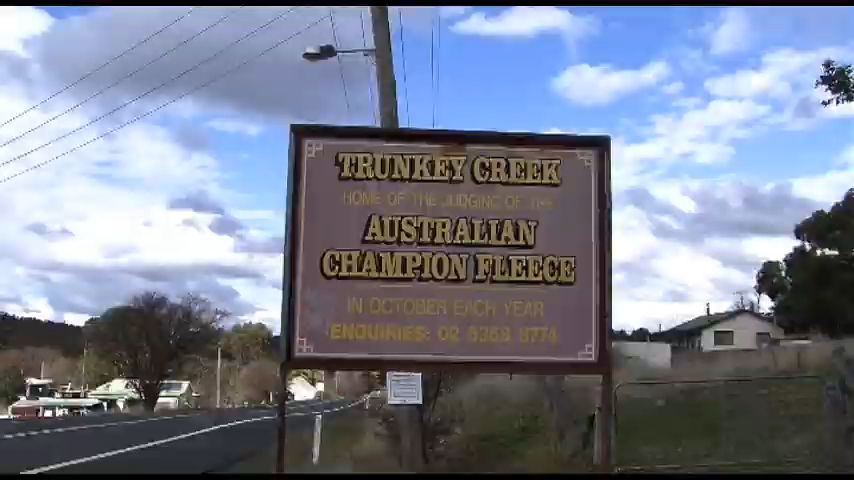 TRUNKEY CREEK
HOME OF THE JUDGING OF THE
AUSTRALIAN
CHAMPION FLEECE
IN OCTOBER EACH YEAR
ENQUIRIES: 02 6368 8774